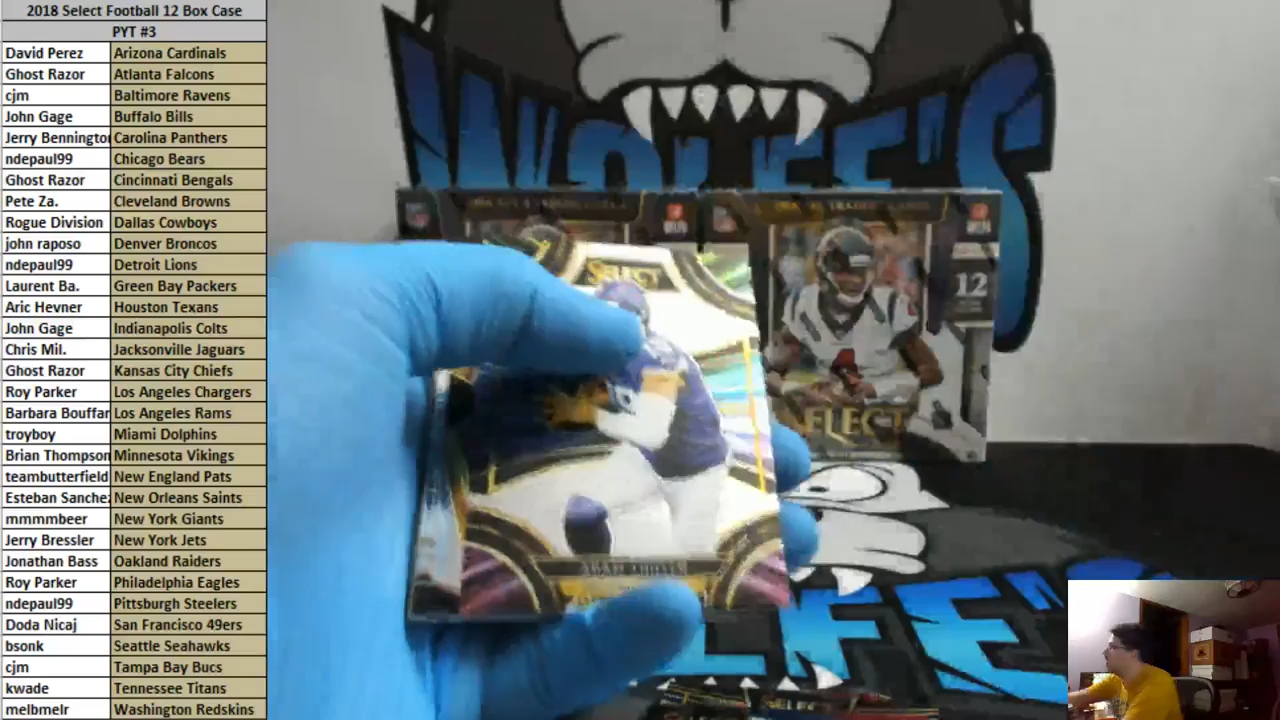 2018 Select Football 12 Box Case
PYT #3
David Perez Arizona Cardinals
Ghost Razor Atlanta Falcons
cjm Baltimore Ravens
John Gage Buffalo Bills
Jerry Benningto Carolina Panthers
ndepaul99 Chicago Bears
Ghost Razor Cincinnati Bengals
Pete Za. Cleveland Browns
Rogue Division Dallas Cowboys
john raposo Denver Broncos
ndepaul99 Detroit Lions
Laurent Ba. Green Bay Packers
Aric Hevner Houston Texans
John Gage Indianapolis Colts
Chris Mil. Jacksonville Jaguars
Ghost Razor Kansas City Chiefs
Roy Parker Los Angeles Chargers
Barbara Bouffar Los Angeles Rams
troyboy Miami Dolphins
Brian Thompson Minnesota Vikings
teambutterfield New England Pats
Esteban Sanchez New Orleans Saints
mmmmbeer New York Giants
Jerry Bressler New York Jets
Jonathan Bass Oakland Raiders
Roy Parker Philadelphia Eagles
ndepaul99 Pittsburgh Steelers
Doda Nicaj San Francisco 49ers
bsonk Seattle Seahawks
cjm Tampa Bay Bucs
kwade Tennessee Titans
melbmelr Washington Redskins
WOLFE'S
SELECT
12
SELECT